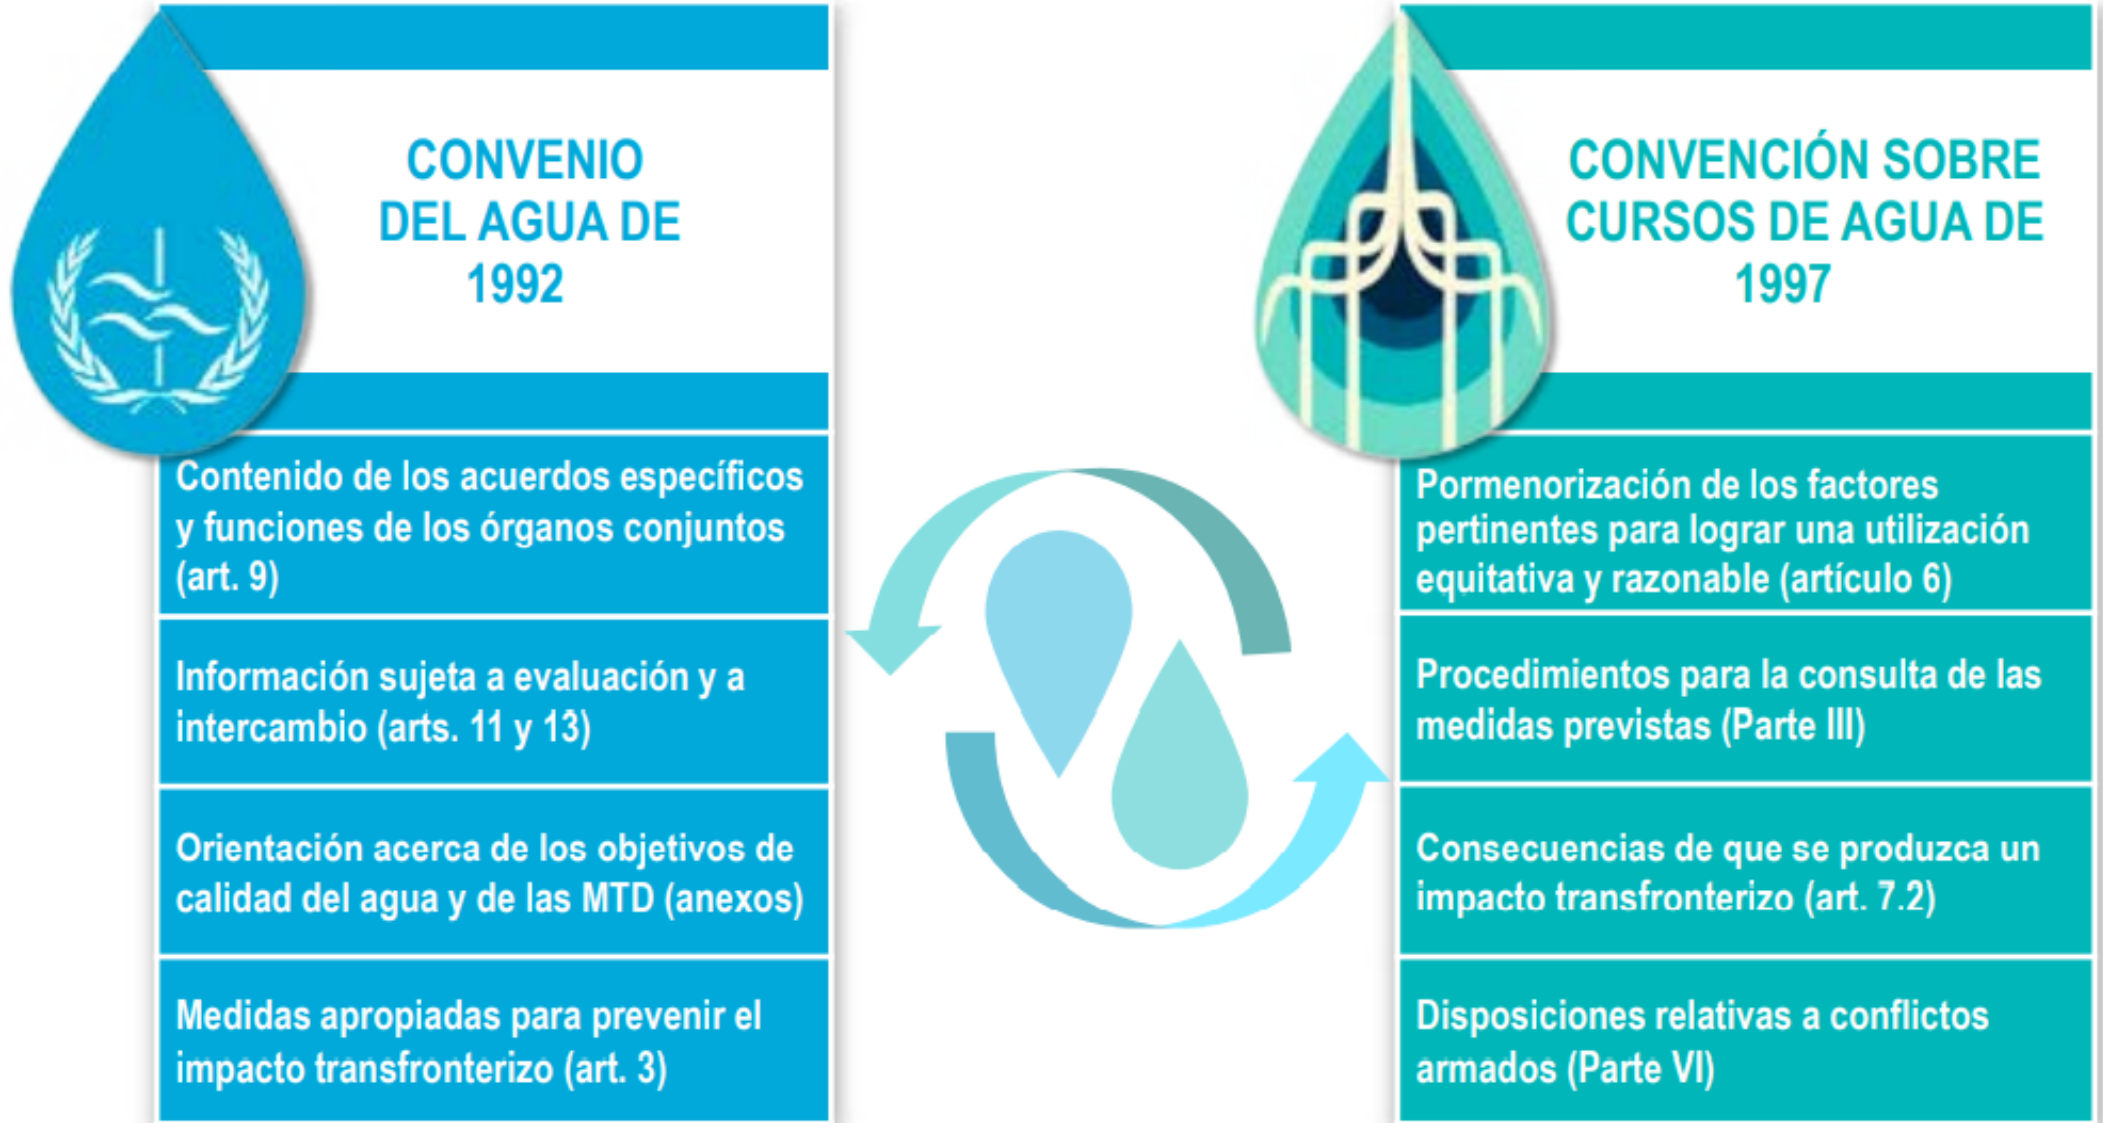 CONVENIO
DEL AGUA DE
1992
Contenido de los acuerdos específicos
y funciones de los órganos conjuntos
(art. 9)
Información sujeta a evaluación y a
intercambio (arts. 11 y 13)
Orientación acerca de los objetivos de
calidad del agua y de las MTD (anexos)
Medidas apropiadas para prevenir el
impacto transfronterizo (art. 3)
CONVENCIÓN SOBRE
CURSOS DE AGUA DE
1997
Pormenorización de los factores
pertinentes para lograr una utilización
equitativa y razonable (artículo 6)
Procedimientos para la consulta de las
medidas previstas (Parte III)
Consecuencias de que se produzca un
impacto transfronterizo (art. 7.2)
Disposiciones relativas a conflictos
armados (Parte VI)